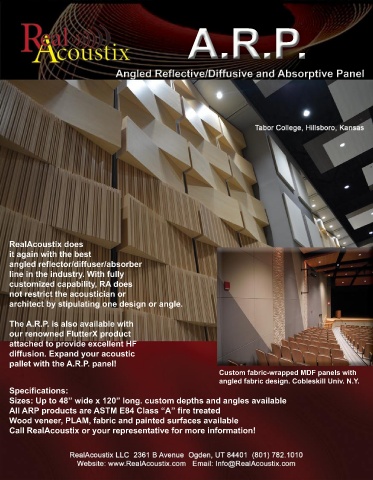 RealAcoustix
A.R.P.
Angled Reflective/Diffusive and Absorptive Panel
Tabor College, Hillsboro, Kansas
RealAcoustix does
it again with the best
angled reflector/diffuser/absorber
line in the industry. With fully
customized capability, RA does
not restrict the acoustician or
architect by stipulating one design or angle.
The A.R.P. is also available with
our renowned FlutterX product
attached to provide excellent HF
diffusion. Expand your acoustic
pallet with the A.R.P. panel!
Custom fabric-wrapped MDF panels with
angled fabric design. Cobleskill Univ. N.Y.
Specifications:
Sizes: Up to 48” wide x 120” long. custom depths and angles available
All ARP products are ASTM E84 Class “A” fire treated
Wood veneer, PLAM, fabric and painted surfaces available
Call RealAcoustix or your representative for more information!
RealAcoustix LLC 2361 B Avenue Ogden, UT 84401 (801) 782.1010
Website: www.RealAcoustix.com Email: Info@RealAcoustix.com